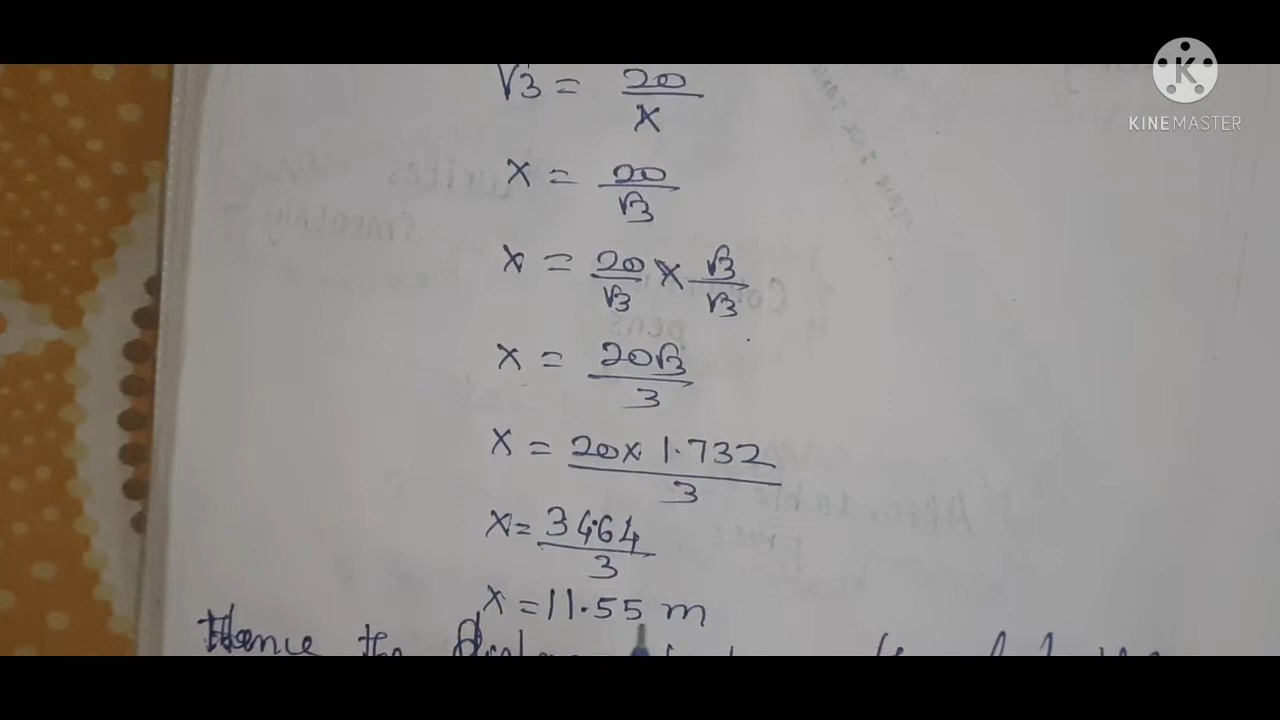 KINEMASTER
√3 = 20/x
x = 20/√3
x = 20/√3 × √3/√3
x = 20√3/3
x = 20 × 1.732/3
x = 34.64/3
x = 11.55 m
Hence the